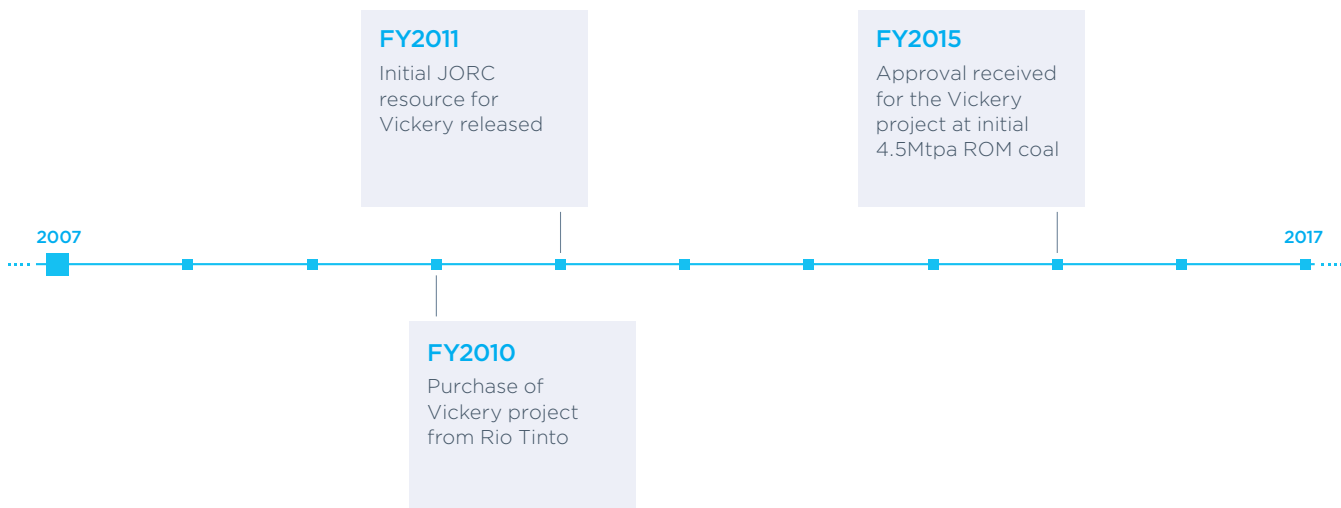 FY2011
Initial JORC
resource for
Vickery released
FY2015
Approval received
for the Vickery
project at initial
4.5Mtpa ROM coal
2007
2017
FY2010
Purchase of
Vickery project
from Rio Tinto